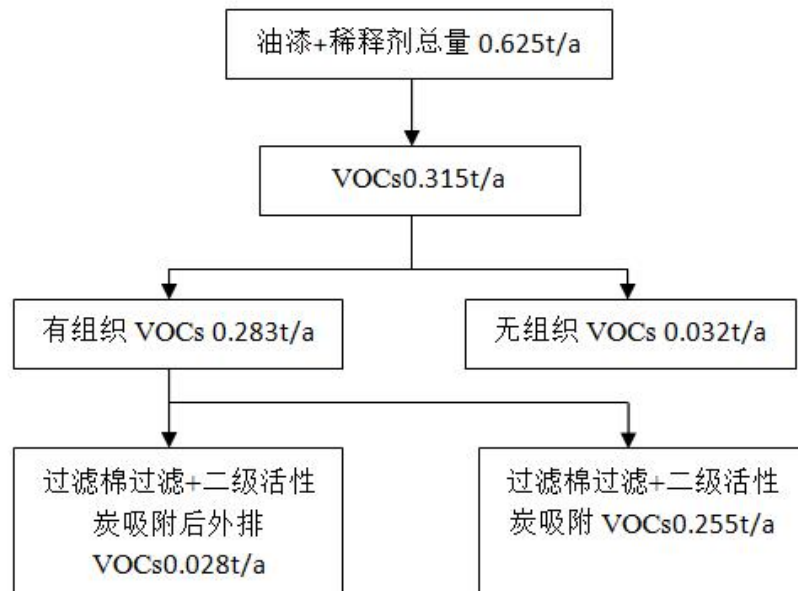 油漆+稀释剂总量 0.625t/a
VOCs0.315t/a
有组织 VOCs 0.283t/a
无组织 VOCs 0.032t/a
过滤棉过滤+二级活性
炭吸附后外排
VOCs0.028t/a
过滤棉过滤+二级活性
炭吸附 VOCs0.255t/a